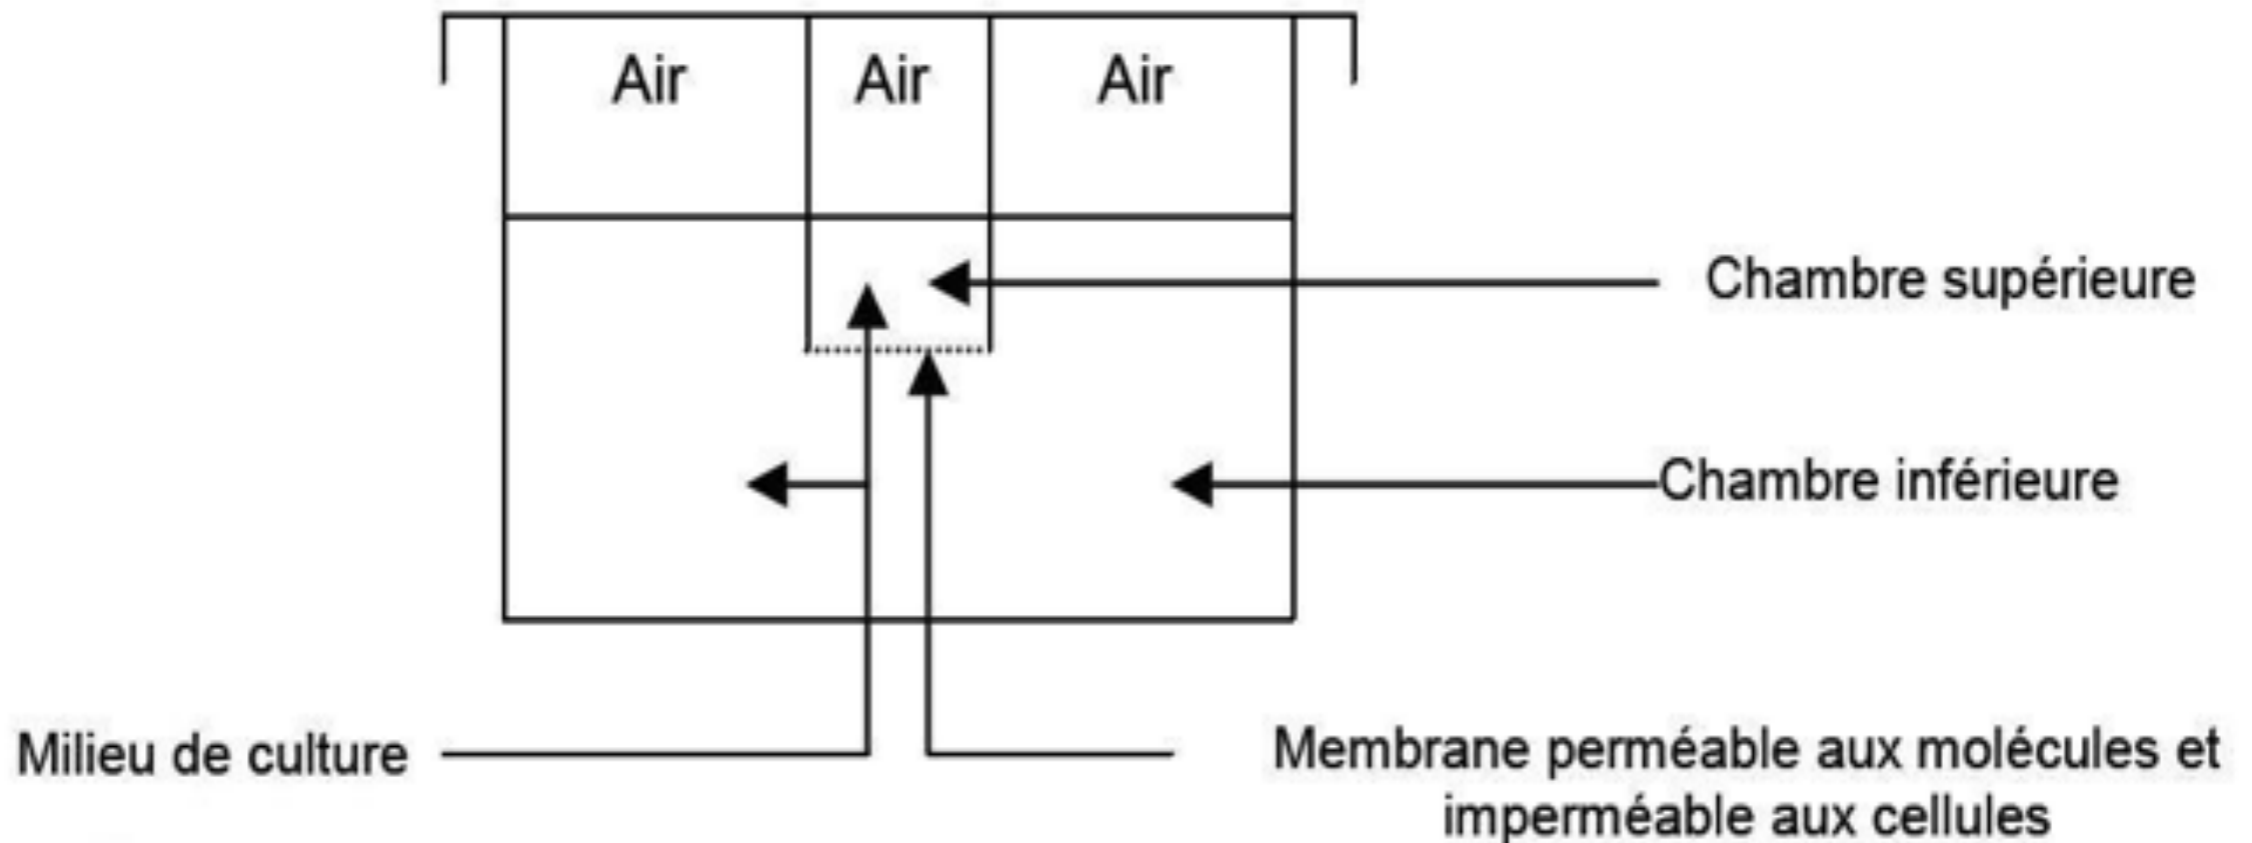 Air
Air
Air
Chambre supérieure
Chambre inférieure
Milieu de culture
Membrane perméable aux molécules et
imperméable aux cellules